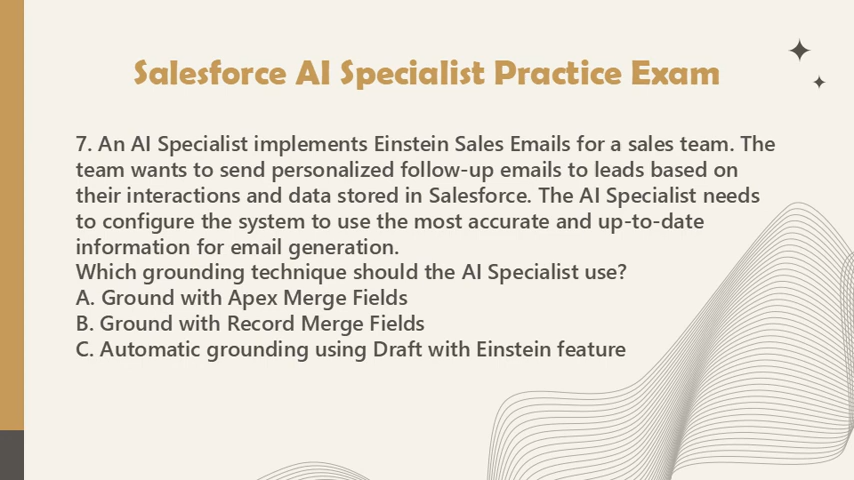 Salesforce AI Specialist Practice Exam
7. An AI Specialist implements Einstein Sales Emails for a sales team. The
team wants to send personalized follow-up emails to leads based on
their interactions and data stored in Salesforce. The AI Specialist needs
to configure the system to use the most accurate and up-to-date
information for email generation.
Which grounding technique should the AI Specialist use?
A. Ground with Apex Merge Fields
B. Ground with Record Merge Fields
C. Automatic grounding using Draft with Einstein feature